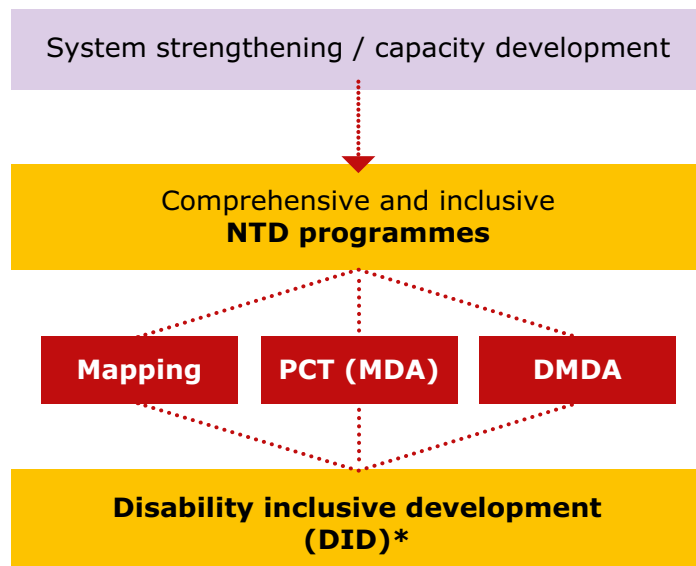 System strengthening / capacity development
Comprehensive and inclusive
NTD programmes
Mapping
PCT (MDA)
DMDA
Disability inclusive development
(DID)*